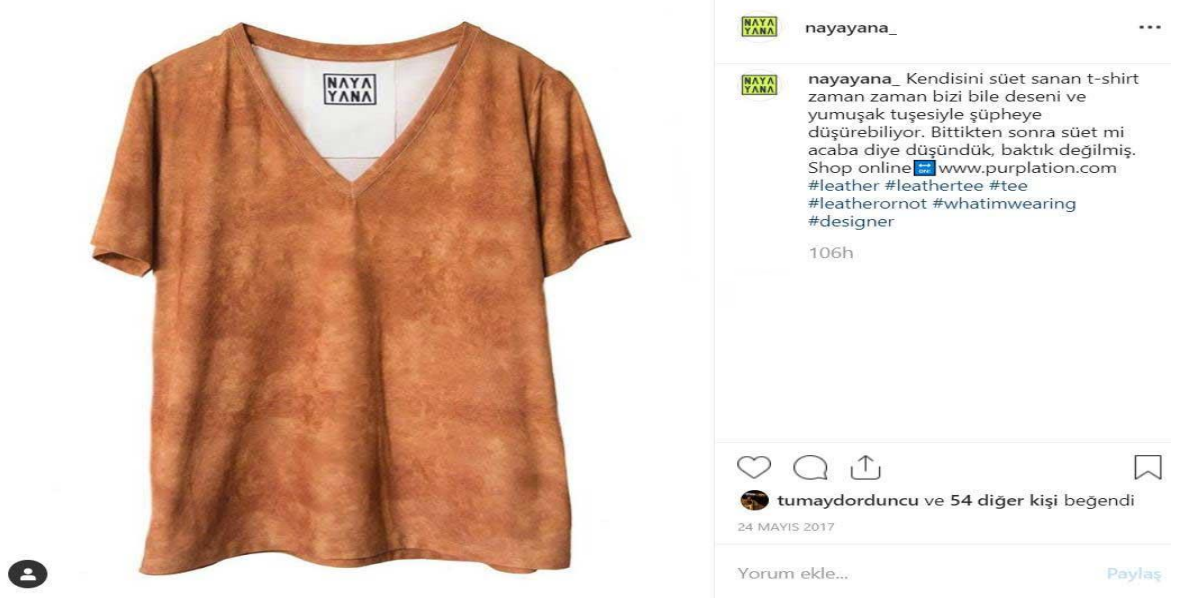 NAYA
YANA
NAYA
YANA
nayayana_
NAYA
YANA
nayayana_ Kendisini süet sanan t-shirt
zaman zaman bizi bile deseni ve
yumuşak tuşesiyle şüpheye
düşürebiliyor. Bittikten sonra süet mi
acaba diye düşündük, baktık değilmiş.
Shop online www.purplation.com
#leather #leathertee #tee
#leatherornot #whatimwearing
#designer
106h
tumaydorduncu ve 54 diğer kişi beğendi
24 MAYIS 2017
Yorum ekle...
Paylaş